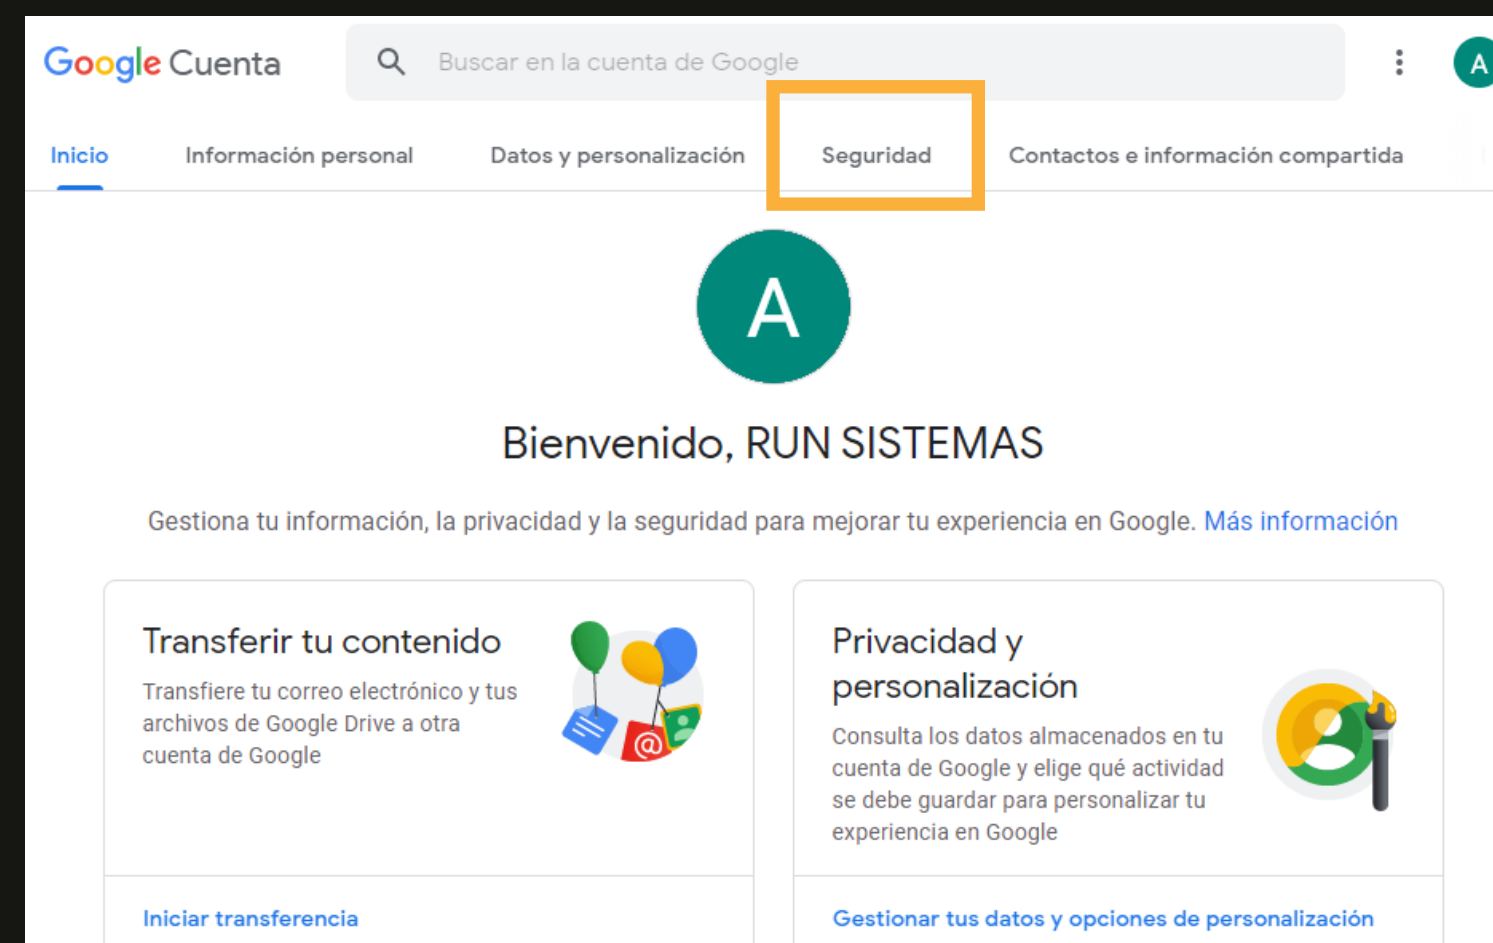 Google Cuenta
Buscar en la cuenta de Google
A
Inicio
Información personal
Datos y personalización
Seguridad
Contactos e información compartida
A
Bienvenido, RUN SISTEMAS
Gestiona tu información, la privacidad y la seguridad para mejorar tu experiencia en Google. Más información
Transferir tu contenido
Transfiere tu correo electrónico y tus
archivos de Google Drive a otra
cuenta de Google
@
Iniciar transferencia
Privacidad y
personalización
Consulta los datos almacenados en tu
cuenta de Google y elige qué actividad
se debe guardar para personalizar tu
experiencia en Google
Gestionar tus datos y opciones de personalización